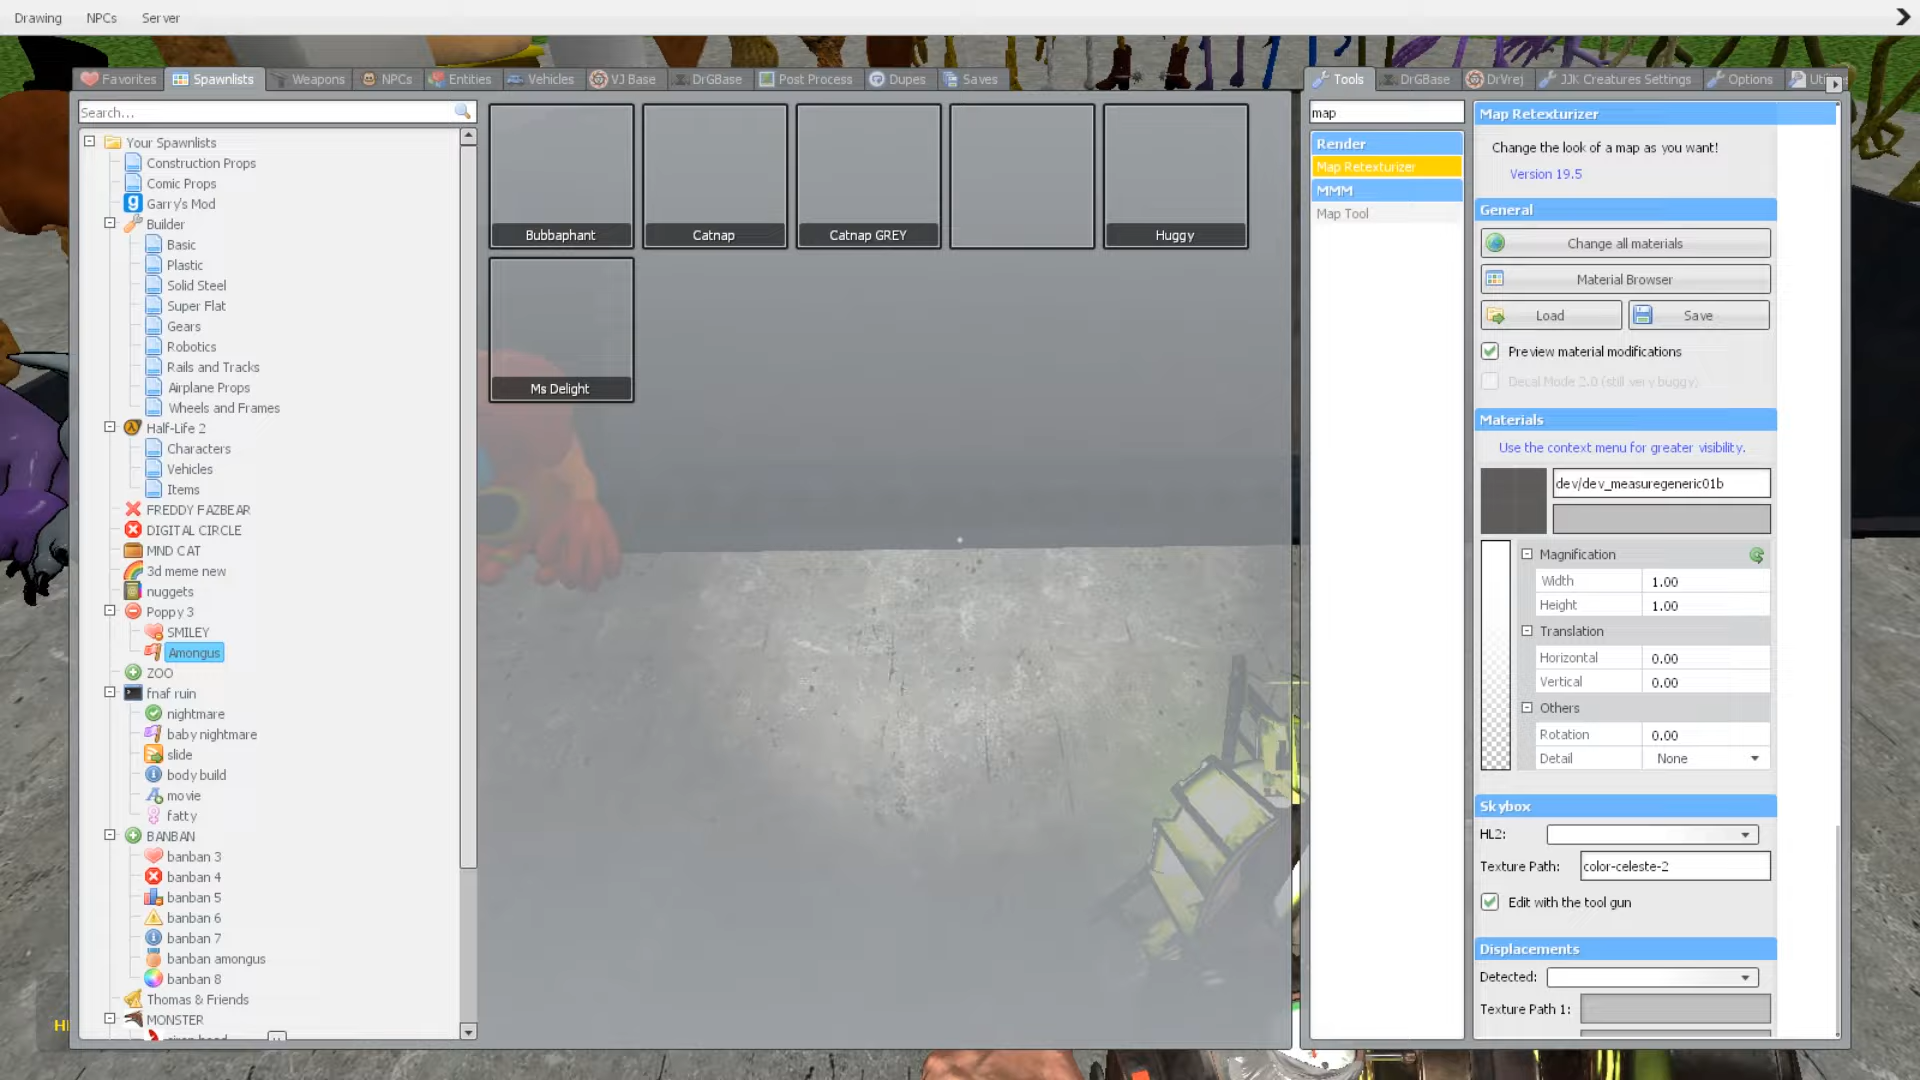 Drawing NPCs Server
Favorites Spawnlists Weapons NPCs Entities Vehicles VJ Base DrGBase Post Process Dupes Saves
Search...
Your Spawnlists
Construction Props
Comic Props
Garry's Mod
Builder
Basic
Plastic
Solid Steel
Super Flat
Gears
Robotics
Rails and Tracks
Airplane Props
Wheels and Frames
Half-Life 2
Characters
Vehicles
Items
FREDDY FAZBEAR
DIGITAL CIRCLE
MND CAT
3d meme new
nuggets
Poppy 3
SMILEY
Amongus
ZOO
fnaf ruin
nightmare
baby nightmare
slide
body build
movie
fatty
BANBAN
banban 3
banban 4
banban 5
banban 6
banban 7
banban amongus
banban 8
Thomas & Friends
MONSTER
Bubbaphant Catnap Catnap GREY Huggy
Ms Delight
Tools DrGBase DrVrej JJK Creatures Settings Options
map
Render
Map Retexturizer
MMM
Map Tool
Map Retexturizer
Change the look of a map as you want!
Version 19.5
General
Change all materials
Material Browser
Load Save
Preview material modifications
Decal Mode 2.0 (still very buggy)
Materials
Use the context menu for greater visibility.
dev/dev_measuregeneric01b
Magnification
Width 1.00
Height 1.00
Translation
Horizontal 0.00
Vertical 0.00
Others
Rotation 0.00
Detail None
Skybox
HL2:
Texture Path: color-celeste-2
Edit with the tool gun
Displacements
Detected:
Texture Path 1: